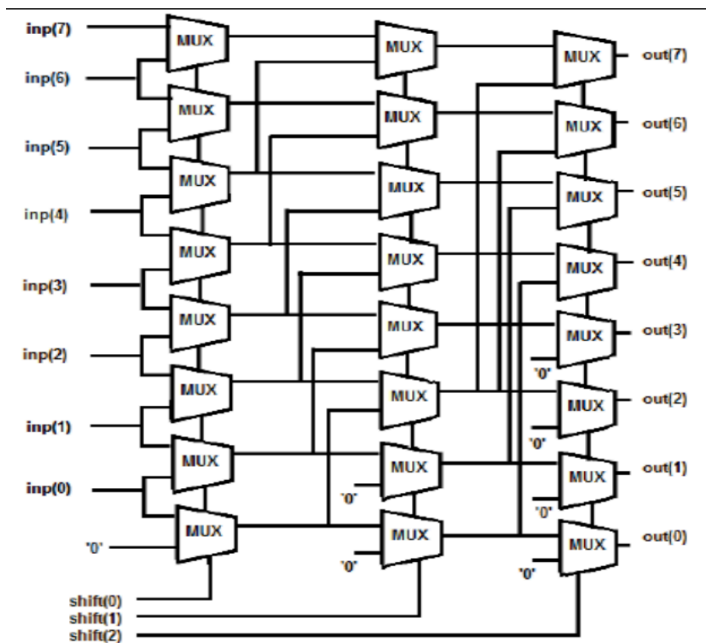 inp(7)
MUX
MUX
MUX
out(7)
inp(6)
MUX
MUX
MUX
out(6)
inp(5)
MUX
MUX
MUX
out(5)
inp(4)
MUX
MUX
MUX
out(4)
inp(3)
MUX
MUX
MUX
out(3)
inp(2)
'0'
MUX
MUX
MUX
out(2)
inp(1)
'0'
MUX
MUX
MUX
out(1)
inp(0)
'0'
'0'
MUX
MUX
MUX
out(0)
'0'
'0'
'0'
shift(0)
shift(1)
shift(2)